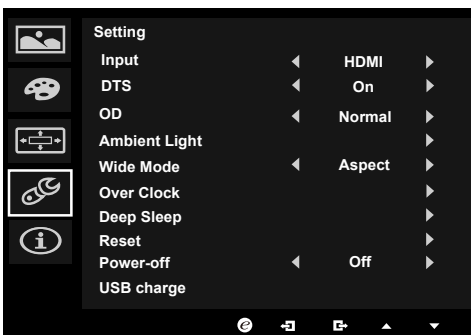 Setting
Input HDMI
DTS On
OD Normal
Ambient Light
Wide Mode Aspect
Over Clock
Deep Sleep
Reset
Power-off Off
USB charge